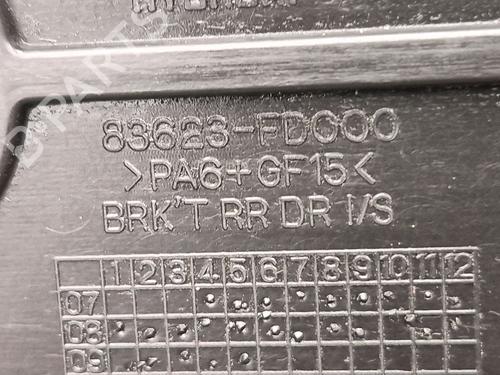 83623-FD000
>PA6+GF15<
BRK'T RR DR I/S
1 2 3 4 5 6 7 8 9 10 11 12
07
08
09
B-PARTS